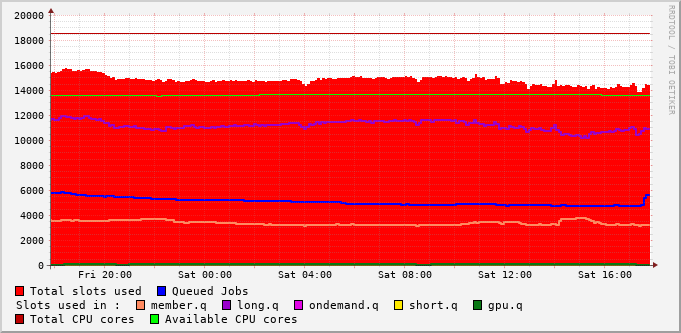 20000
18000
16000
14000
12000
10000
8000
6000
4000
2000
0
Fri 20:00 Sat 00:00 Sat 04:00 Sat 08:00 Sat 12:00 Sat 16:00
Total slots used Queued Jobs
Slots used in : member.q long.q ondemand.q short.q gpu.q
Total CPU cores Available CPU cores
RRDTOOL / TOBI OETIKER